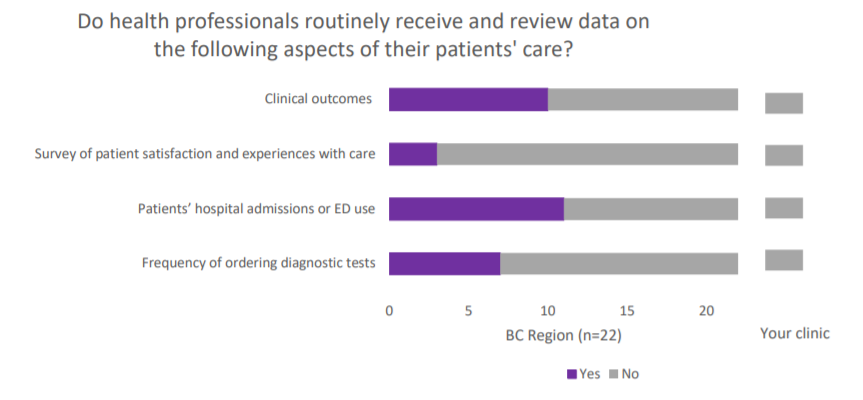 Do health professionals routinely receive and review data on
the following aspects of their patients' care?
Clinical outcomes
Survey of patient satisfaction and experiences with care
Patients’ hospital admissions or ED use
Frequency of ordering diagnostic tests
0 5 10 15 20
BC Region (n=22)
Your clinic
Yes No